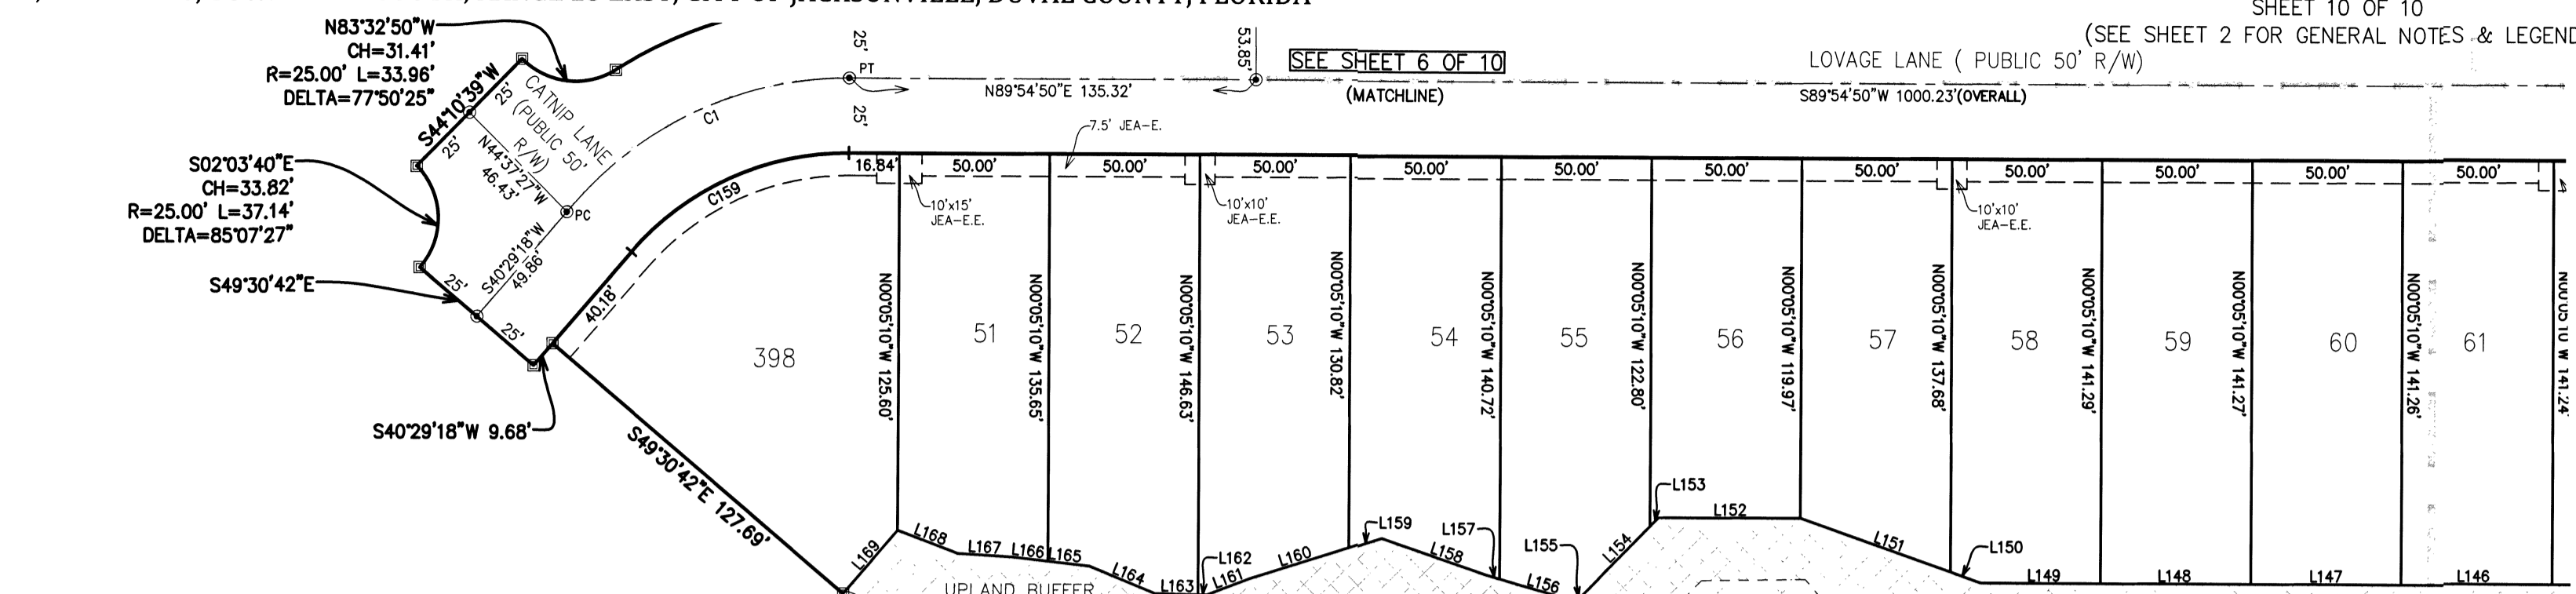 JACKSONVILLE, DUVAL COUNTY, FLORIDA
SHEET 10 OF 10
(SEE SHEET 2 FOR GENERAL NOTES & LEGEND
N83°32'50"W
CH=31.41'
R=25.00' L=33.96'
DELTA=77°50'25"
S44°10'39"W
25'
25'
CATNIP LANE
(PUBLIC 50'
R/W)
N44°37'27"W
46.43'
S02°03'40"E
CH=33.82'
R=25.00' L=37.14'
DELTA=85°07'27"
S49°30'42"E
25'
25'
S40°29'18"W
49.86'
PC
S40°29'18"W 9.68'
40.18'
C159
C1
25'
25'
PT
N89°54'50"E 135.32'
53.85'
SEE SHEET 6 OF 10
(MATCHLINE)
LOVAGE LANE ( PUBLIC 50' R/W)
S89°54'50"W 1000.23'(OVERALL)
7.5' JEA-E.
16.84'
50.00'
50.00'
50.00'
50.00'
50.00'
50.00'
50.00'
50.00'
50.00'
50.00'
50.00'
10'x15'
JEA-E.E.
10'x10'
JEA-E.E.
10'x10'
JEA-E.E.
398
N00°05'10"W 125.60'
51
N00°05'10"W 135.65'
52
N00°05'10"W 146.63'
53
N00°05'10"W 130.82'
54
N00°05'10"W 140.72'
55
N00°05'10"W 122.80'
56
N00°05'10"W 119.97'
57
N00°05'10"W 137.68'
58
N00°05'10"W 141.29'
59
N00°05'10"W 141.27'
60
N00°05'10"W 141.26'
61
N00°05'10"W 141.24'
S49°30'42"E 127.69'
L169
L168
L167
L166
L165
L164
L163
L162
L161
L160
L159
L158
L157
L156
L155
L154
L153
L152
L151
L150
L149
L148
L147
L146
UPLAND BUFFER